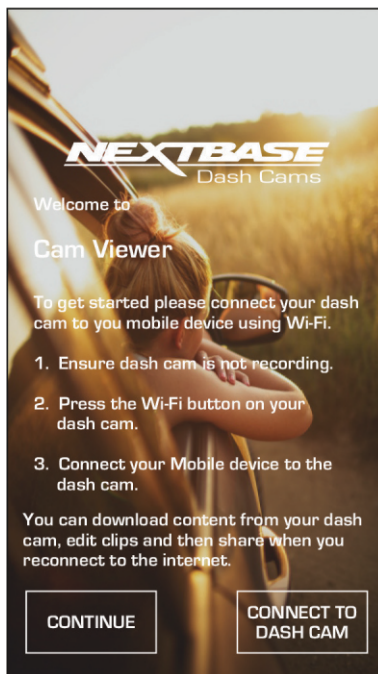 NEXTBASE
Dash Cams
Welcome to
Cam Viewer
To get started please connect your dash
cam to you mobile device using Wi-Fi.
1. Ensure dash cam is not recording.
2. Press the Wi-Fi button on your
dash cam.
3. Connect your Mobile device to the
dash cam.
You can download content from your dash
cam, edit clips and then share when you
reconnect to the internet.
CONTINUE
CONNECT TO
DASH CAM